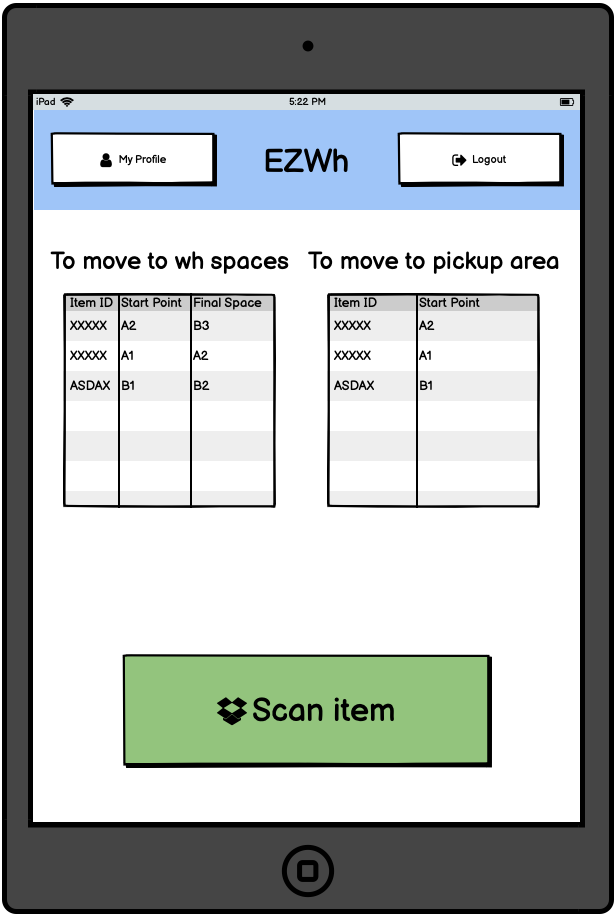 iPad 5:22 PM
My Profile
EZWh
Logout
To move to wh spaces
Item ID Start Point Final Space
XXXXX A2 B3
XXXXX A1 A2
ASDAX B1 B2
To move to pickup area
Item ID Start Point
XXXXX A2
XXXXX A1
ASDAX B1
Scan item